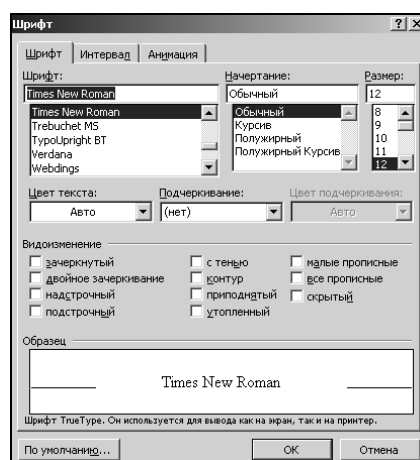 Шрифт
Шрифт Интервал Анимация
Шрифт: Начертание: Размер:
Times New Roman Обычный 12
Times New Roman Обычный 8
Trebuchet MS Курсив 9
TypoUpright BT Полужирный 10
Verdana Полужирный Курсив 11
Webdings 12
Цвет текста: Подчеркивание: Цвет подчеркивания:
Авто (нет) Авто
Видоизменение
зачеркнутый с тенью малые прописные
двойное зачеркивание контур все прописные
надстрочный приподнятый скрытый
подстрочный утопленный
Образец
Times New Roman
Шрифт TrueType. Он используется для вывода как на экран, так и на принтер.
По умолчанию... ОК Отмена